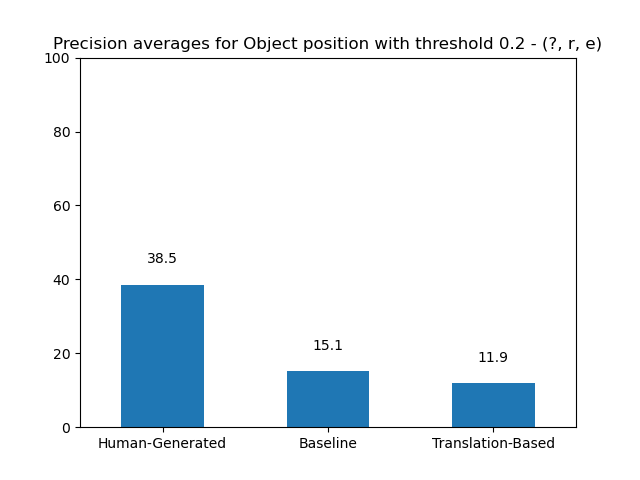 Precision averages for Object position with threshold 0.2 - (?, r, e)
100
80
60
40
20
0
38.5
15.1
11.9
Human-Generated
Baseline
Translation-Based